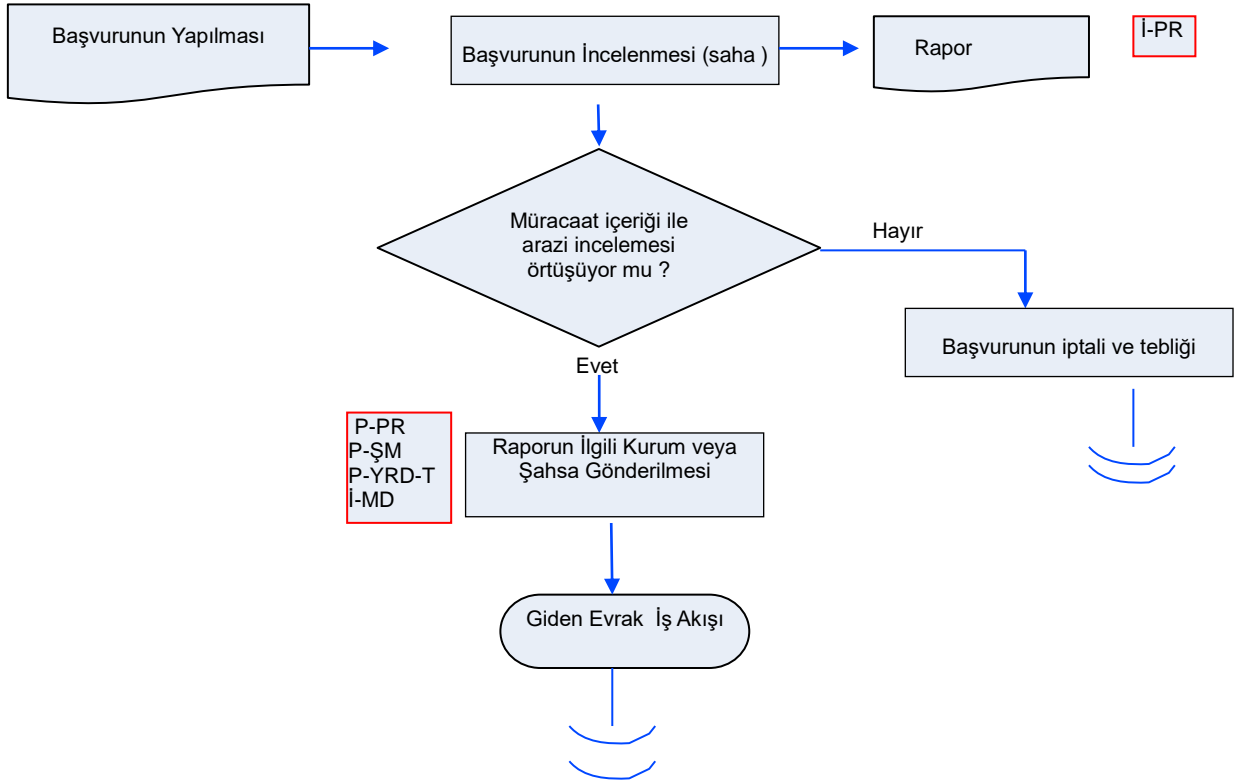 Başvurunun Yapılması
Başvurunun İncelenmesi (saha )
Rapor
İ-PR
Müracaat içeriği ile
arazi incelemesi
örtüşüyor mu ?
Hayır
Başvurunun iptali ve tebliği
Evet
P-PR
P-ŞM
P-YRD-T
İ-MD
Raporun İlgili Kurum veya
Şahsa Gönderilmesi
Giden Evrak İş Akışı